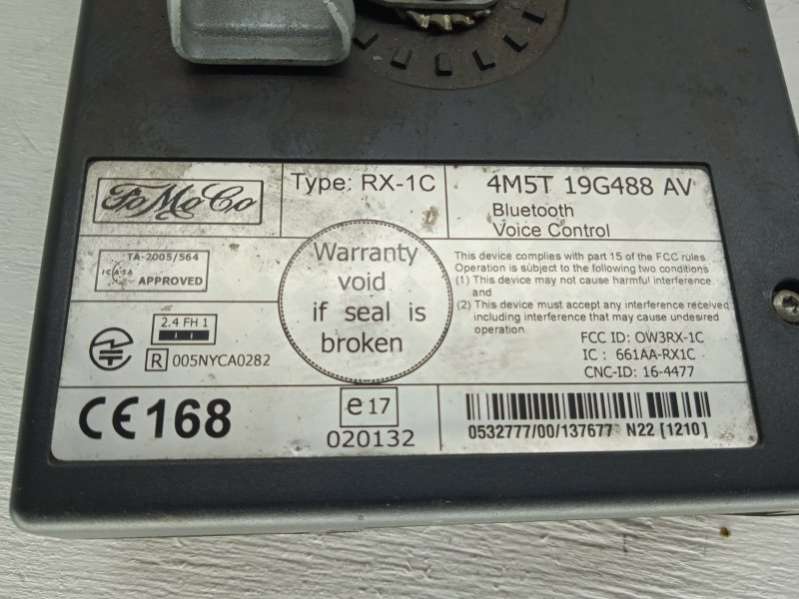 FoMoCo
Type: RX-1C
4M5T 19G488 AV
Bluetooth
Voice Control
TA-2005/564
ICASA
APPROVED
Warranty
void
if seal is
broken
This device complies with part 15 of the FCC rules
Operation is subject to the following two conditions
(1) This device may not cause harmful interference
and
(2) This device must accept any interference received
including interference that may cause undesired
operation.
2.4 FH 1
R 005NYCA0282
FCC ID: OW3RX-1C
IC : 661AA-RX1C
CNC-ID: 16-4477
CE168
e17
020132
0532777/00/137677 N22 [1210]